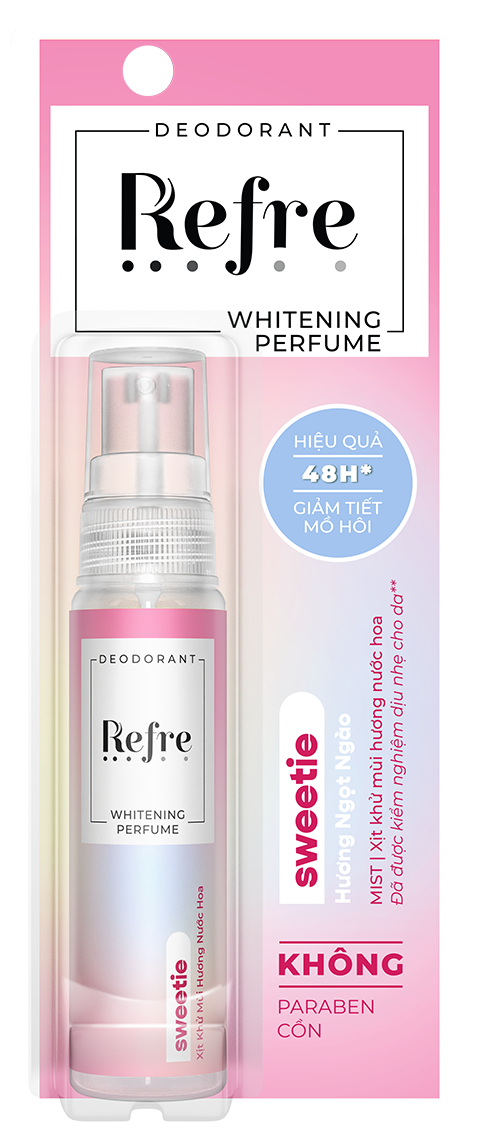 DEODORANT
Refre
WHITENING
PERFUME
HIỆU QUẢ
48H*
GIẢM TIẾT
MỒ HÔI
sweetie
Hương Ngọt Ngào
MIST | Xịt khử mùi hương nước hoa
Đã được kiểm nghiệm dịu nhẹ cho da**
KHÔNG
PARABEN
CỒN
DEODORANT
Refre
WHITENING
PERFUME
sweetie
Xịt Khử Mùi Hương Nước Hoa